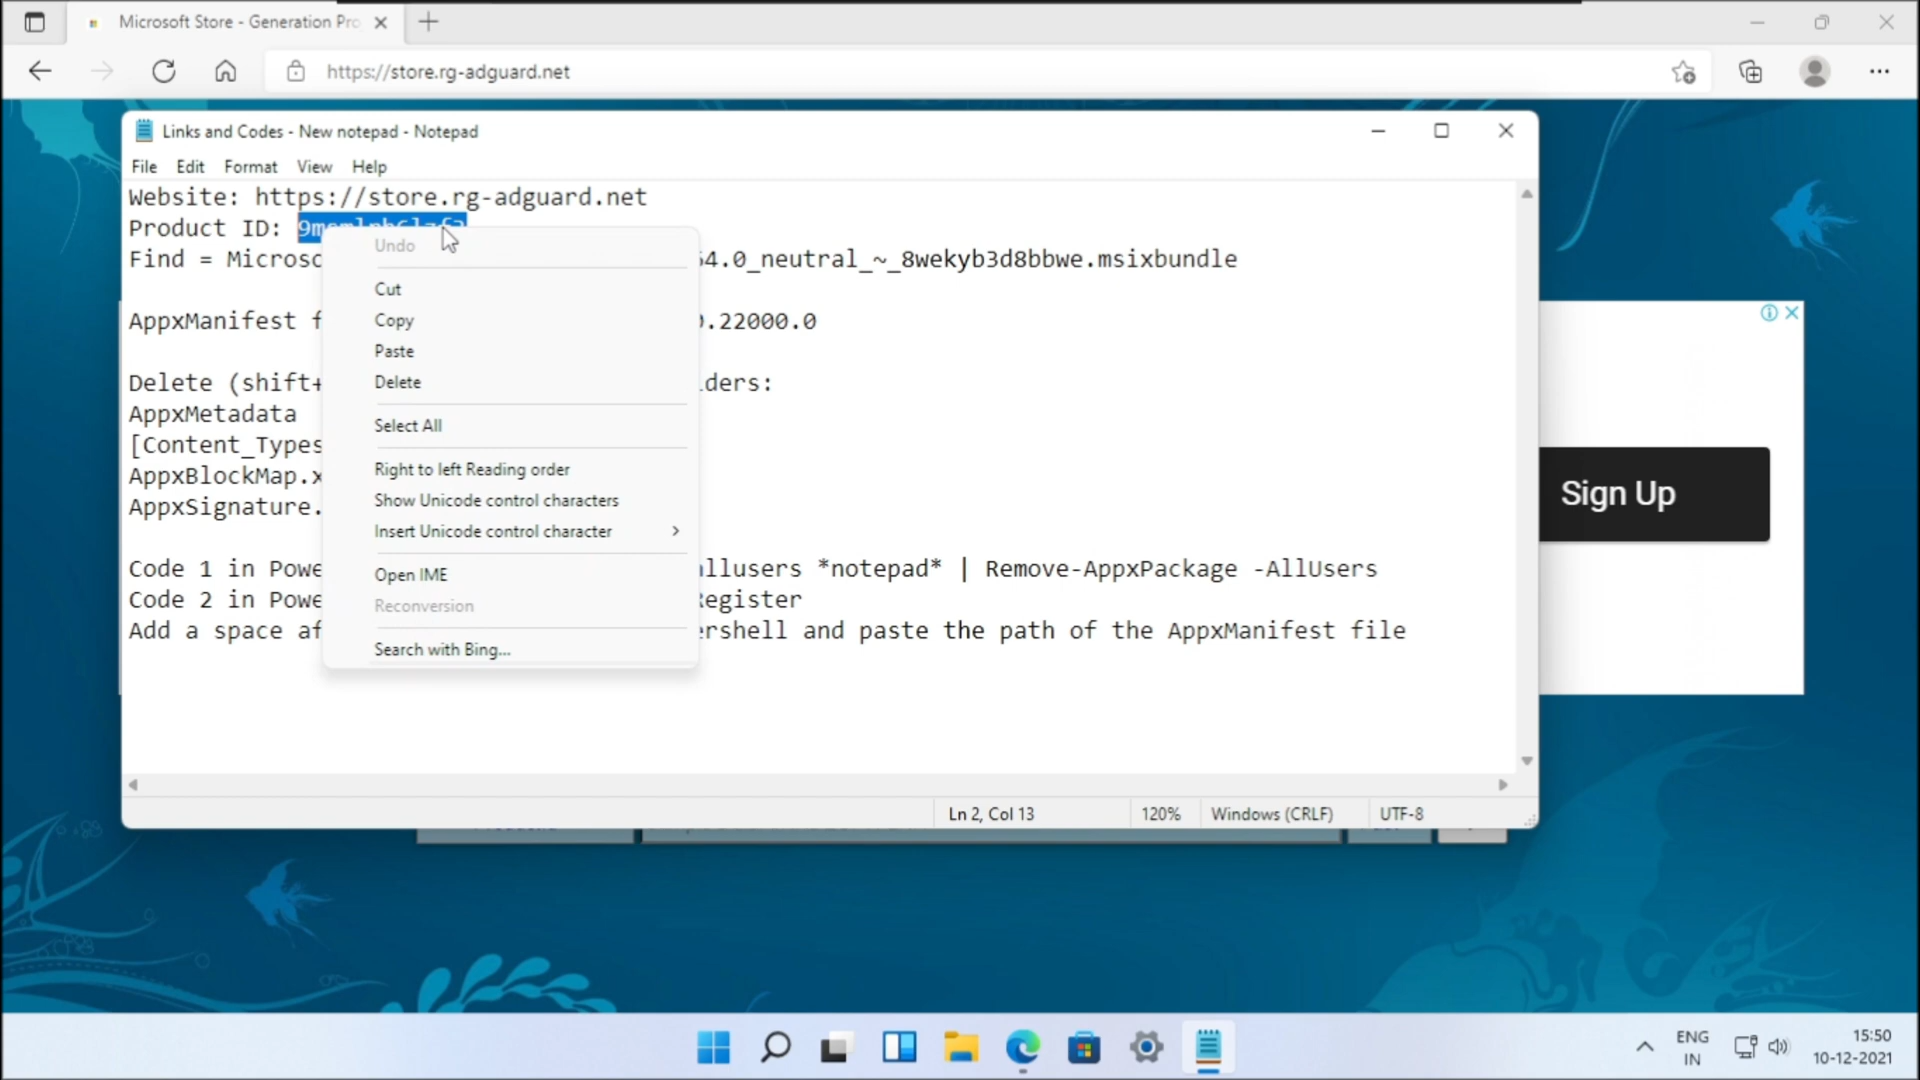 Microsoft Store - Generation Pro
https://store.rg-adguard.net
Links and Codes - New notepad - Notepad
File Edit Format View Help
Website: https://store.rg-adguard.net
Product ID:
Find = Microsc 54.0_neutral_~_8wekyb3d8bbwe.msixbundle
AppxManifest f .22000.0
Delete (shift+ ders:
AppxMetadata
[Content_Types
AppxBlockMap.x
AppxSignature.
Code 1 in Powe llusers *notepad* | Remove-AppxPackage -AllUsers
Code 2 in Powe Register
Add a space af ershell and paste the path of the AppxManifest file
Undo
Cut
Copy
Paste
Delete
Select All
Right to left Reading order
Show Unicode control characters
Insert Unicode control character
Open IME
Reconversion
Search with Bing...
Sign Up
Ln 2, Col 13 120% Windows (CRLF) UTF-8
ENG
IN
15:50
10-12-2021